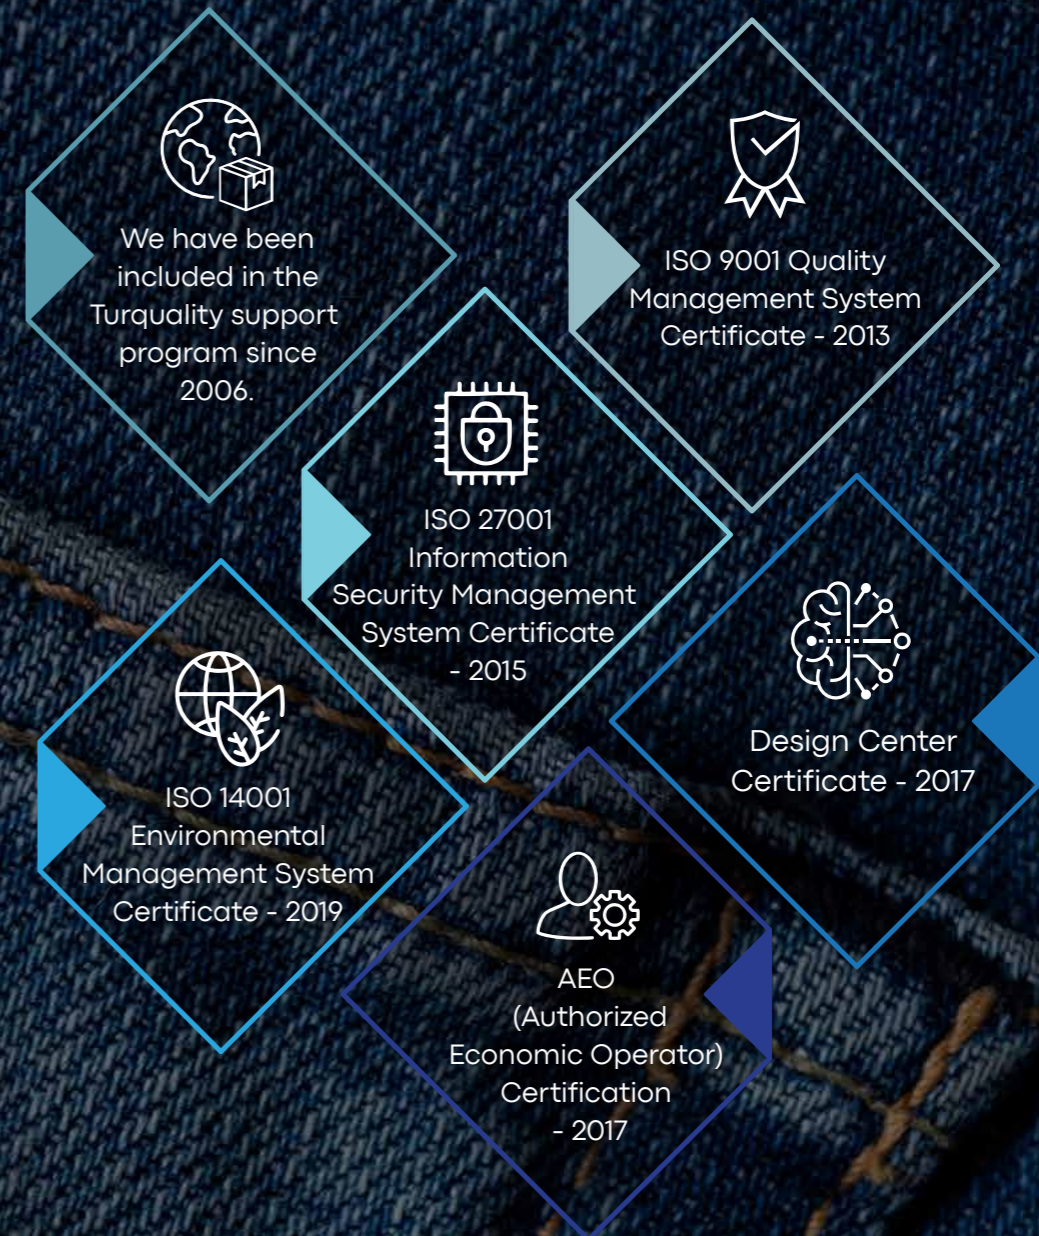 We have been
included in the
Turquality support
program since
2006.
ISO 9001 Quality
Management System
Certificate - 2013
ISO 27001
Information
Security Management
System Certificate
- 2015
Design Center
Certificate - 2017
ISO 14001
Environmental
Management System
Certificate - 2019
AEO
(Authorized
Economic Operator)
Certification
- 2017